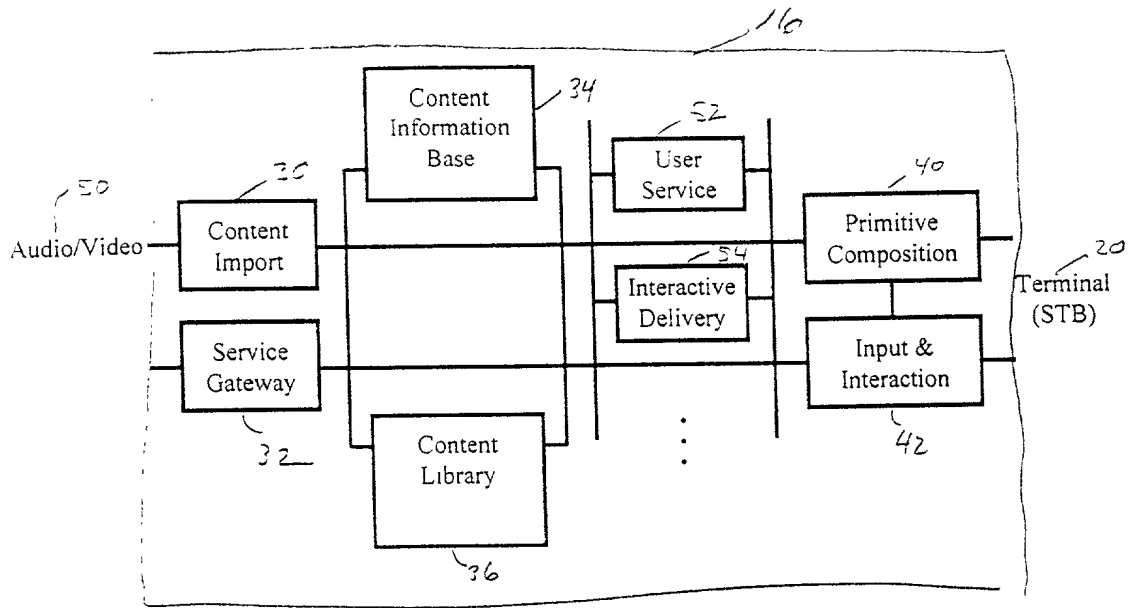 16
Content
Information
Base
34
52
User
Service
50
Audio/Video
30
Content
Import
40
Primitive
Composition
54
Interactive
Delivery
20
Terminal
(STB)
Service
Gateway
32
Input &
Interaction
42
Content
Library
36